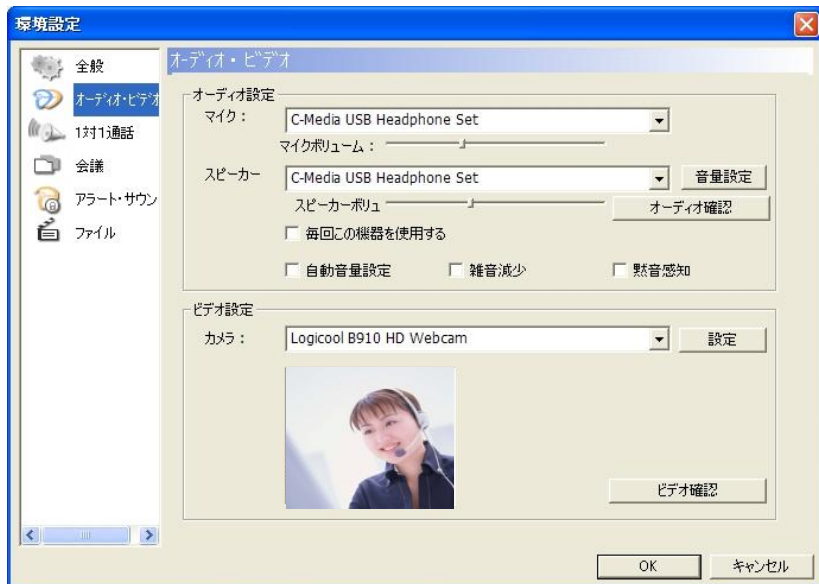 環境設定
全般
オーディオ・ビデオ
1対1通話
会議
アラート・サウン
ファイル
オーディオ・ビデオ
オーディオ設定
マイク：
C-Media USB Headphone Set
マイクボリューム：
スピーカー
C-Media USB Headphone Set
音量設定
スピーカーボリュ
オーディオ確認
毎回この機器を使用する
自動音量設定
雑音減少
黙音感知
ビデオ設定
カメラ：
Logicool B910 HD Webcam
設定
ビデオ確認
OK
キャンセル